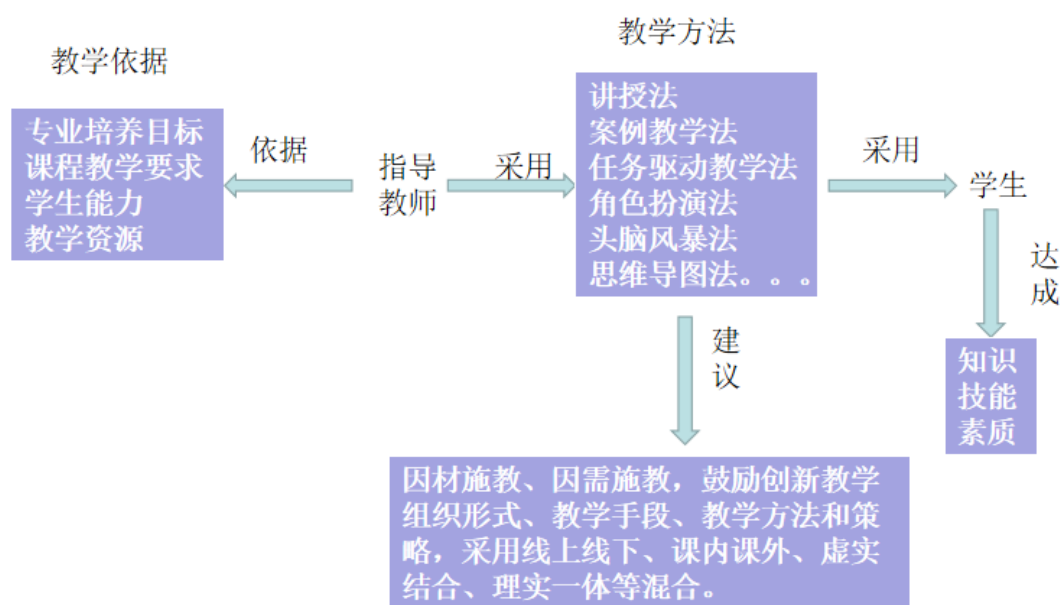 教学依据
专业培养目标
课程教学要求
学生能力
教学资源
依据
指导
教师
采用
教学方法
讲授法
案例教学法
任务驱动教学法
角色扮演法
头脑风暴法
思维导图法。。。
采用
学生
达
成
知识
技能
素质
建
议
因材施教、因需施教，鼓励创新教学
组织形式、教学手段、教学方法和策
略，采用线上线下、课内课外、虚实
结合、理实一体等混合。